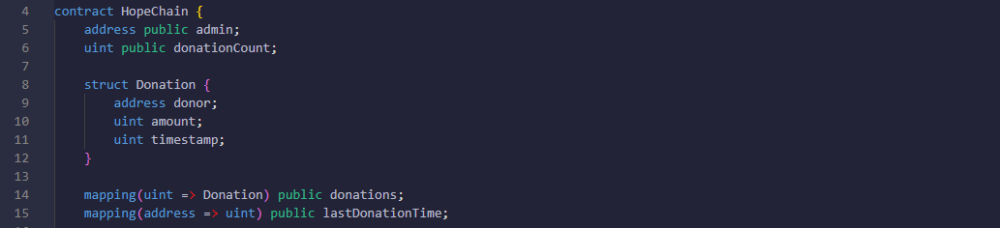 4 contract HopeChain {
5 address public admin;
6 uint public donationCount;
7
8 struct Donation {
9 address donor;
10 uint amount;
11 uint timestamp;
12 }
13
14 mapping(uint => Donation) public donations;
15 mapping(address => uint) public lastDonationTime;